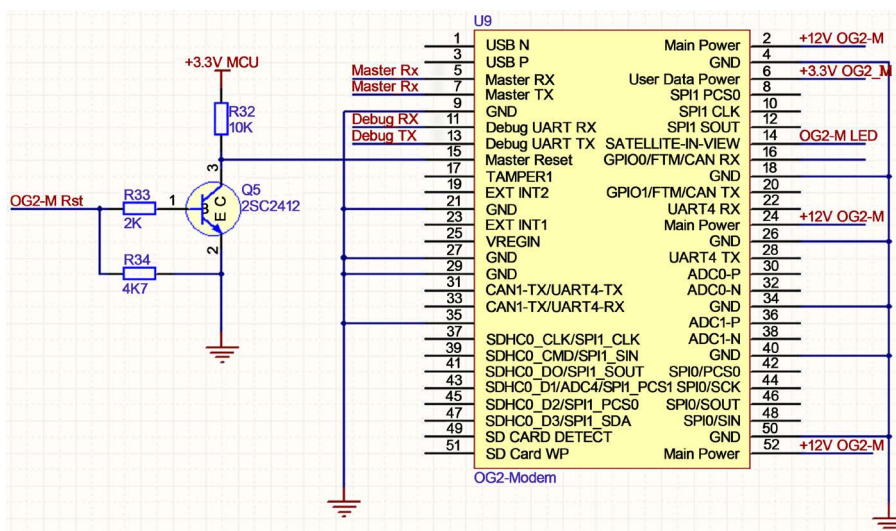 U9
+3.3V MCU
R32
10K
3
Q5
2SC2412
C
B
E
1
2
OG2-M Rst
R33
2K
R34
4K7
Master Rx
Master Rx
Debug RX
Debug TX
1 USB N Main Power 2 +12V OG2-M
3 USB P GND 4
5 Master RX User Data Power 6 +3.3V OG2_M
7 Master TX SPI1 PCS0 8
9 GND SPI1 CLK 10
11 Debug UART RX SPI1 SOUT 12
13 Debug UART TX SATELLITE-IN-VIEW 14 OG2-M LED
15 Master Reset GPIO0/FTM/CAN RX 16
17 TAMPER1 GND 18
19 EXT INT2 GPIO1/FTM/CAN TX 20
21 GND UART4 RX 22
23 EXT INT1 Main Power 24 +12V OG2-M
25 VREGIN GND 26
27 GND UART4 TX 28
29 GND ADC0-P 30
31 CAN1-TX/UART4-TX ADC0-N 32
33 CAN1-TX/UART4-RX GND 34
35 ADC1-P 36
37 SDHC0_CLK/SPI1_CLK ADC1-N 38
39 SDHC0_CMD/SPI1_SIN GND 40
41 SDHC0_DO/SPI1_SOUT SPI0/PCS0 42
43 SDHC0_D1/ADC4/SPI1_PCS1 SPI0/SCK 44
45 SDHC0_D2/SPI1_PCS0 SPI0/SOUT 46
47 SDHC0_D3/SPI1_SDA SPI0/SIN 48
49 SD CARD DETECT GND 50
51 SD Card WP Main Power 52 +12V OG2-M
OG2-Modem